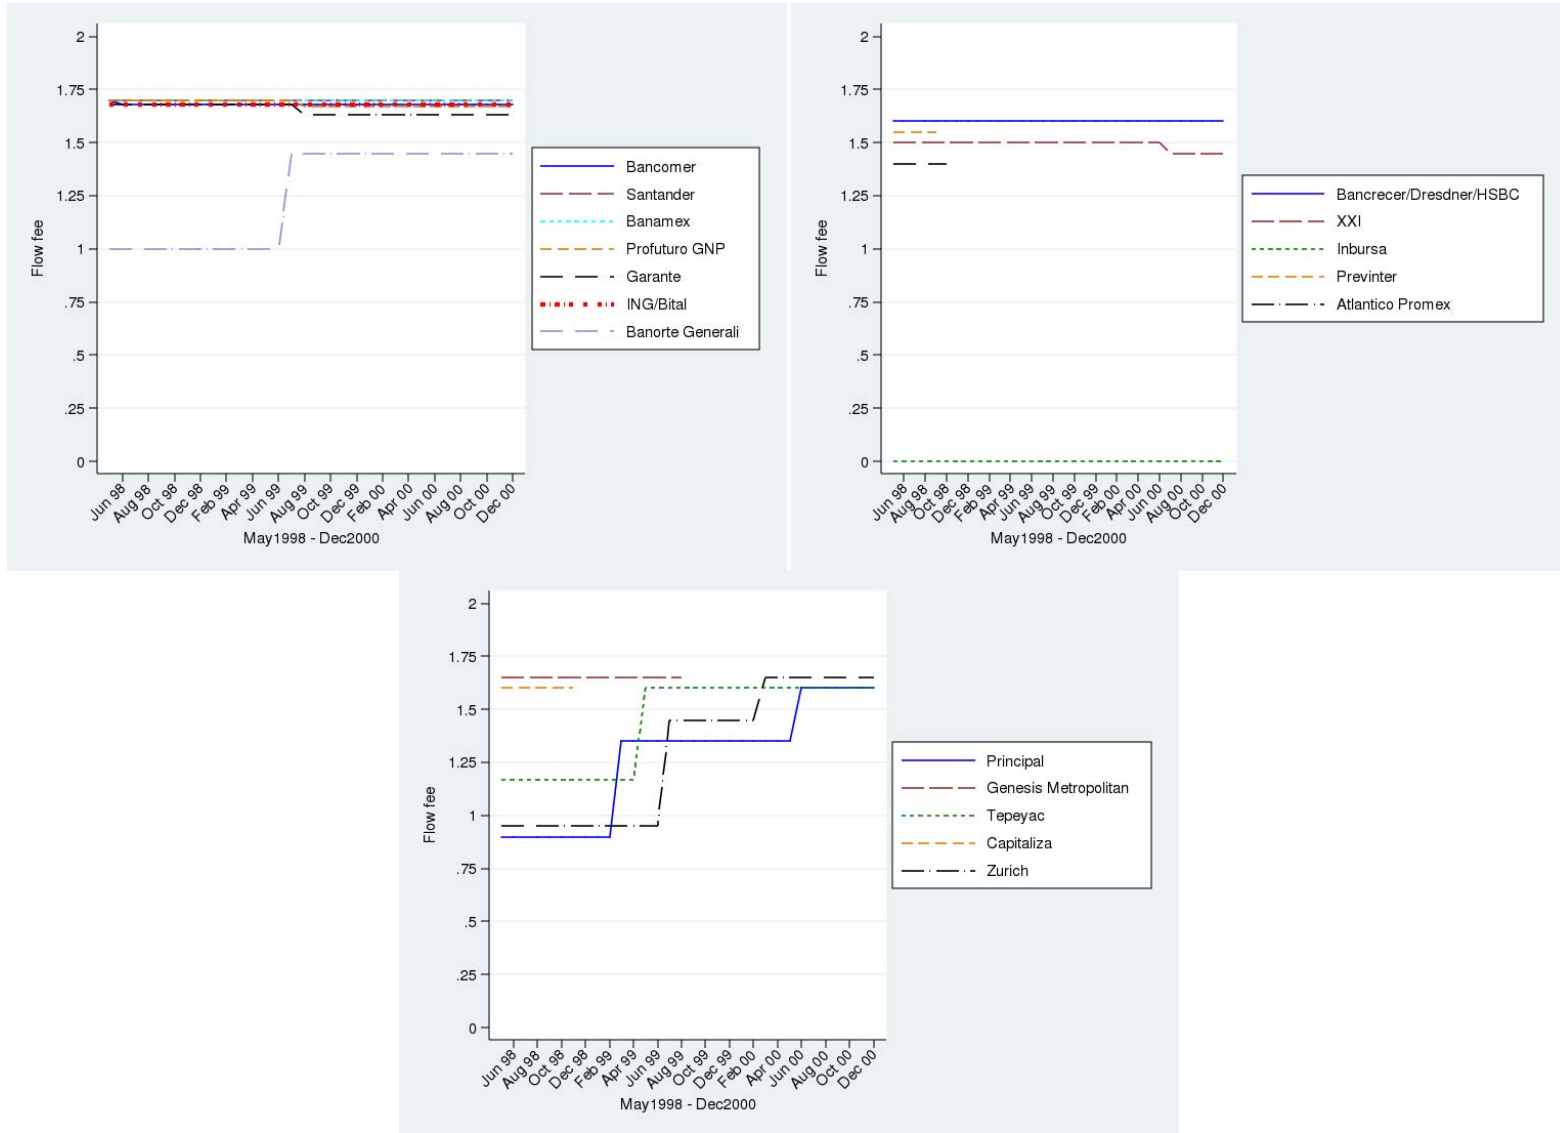 2
1.75
1.5
1.25
1
.75
.5
.25
0
Flow fee
Jun 98
Aug 98
Oct 98
Dec 98
Feb 99
Apr 99
Jun 99
Aug 99
Oct 99
Dec 99
Feb 00
Apr 00
Jun 00
Aug 00
Oct 00
Dec 00
May1998 - Dec2000
Bancomer
Santander
Banamex
Profuturo GNP
Garante
ING/Bital
Banorte Generali
2
1.75
1.5
1.25
1
.75
.5
.25
0
Flow fee
Jun 98
Aug 98
Oct 98
Dec 98
Feb 99
Apr 99
Jun 99
Aug 99
Oct 99
Dec 99
Feb 00
Apr 00
Jun 00
Aug 00
Oct 00
Dec 00
May1998 - Dec2000
Bancrecer/Dresdner/HSBC
XXI
Inbursa
Previnter
Atlantico Promex
2
1.75
1.5
1.25
1
.75
.5
.25
0
Flow fee
Jun 98
Aug 98
Oct 98
Dec 98
Feb 99
Apr 99
Jun 99
Aug 99
Oct 99
Dec 99
Feb 00
Apr 00
Jun 00
Aug 00
Oct 00
Dec 00
May1998 - Dec2000
Principal
Genesis Metropolitan
Tepeyac
Capitaliza
Zurich